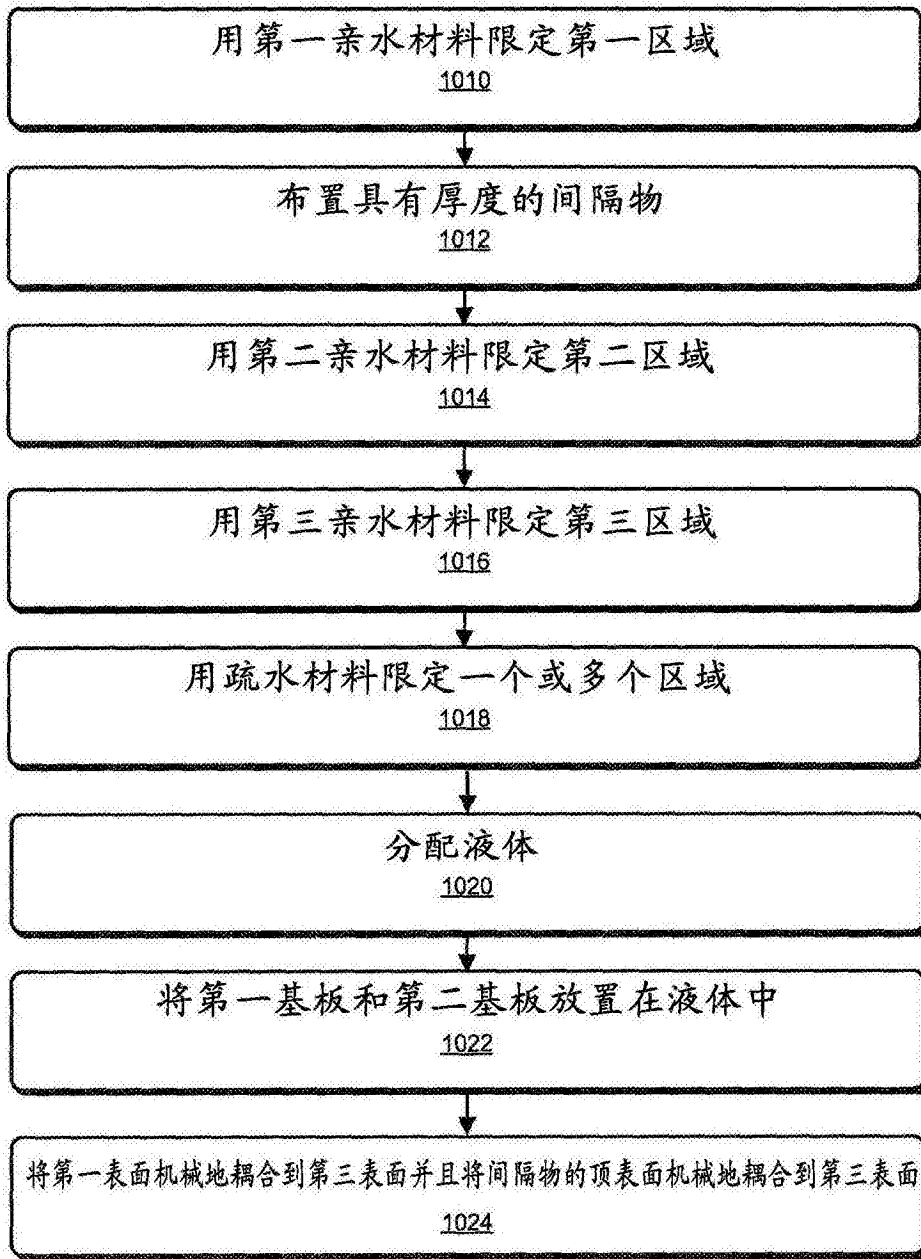 用第一亲水材料限定第一区域
1010
布置具有厚度的间隔物
1012
用第二亲水材料限定第二区域
1014
用第三亲水材料限定第三区域
1016
用疏水材料限定一个或多个区域
1018
分配液体
1020
将第一基板和第二基板放置在液体中
1022
将第一表面机械地耦合到第三表面并且将间隔物的顶表面机械地耦合到第三表面
1024